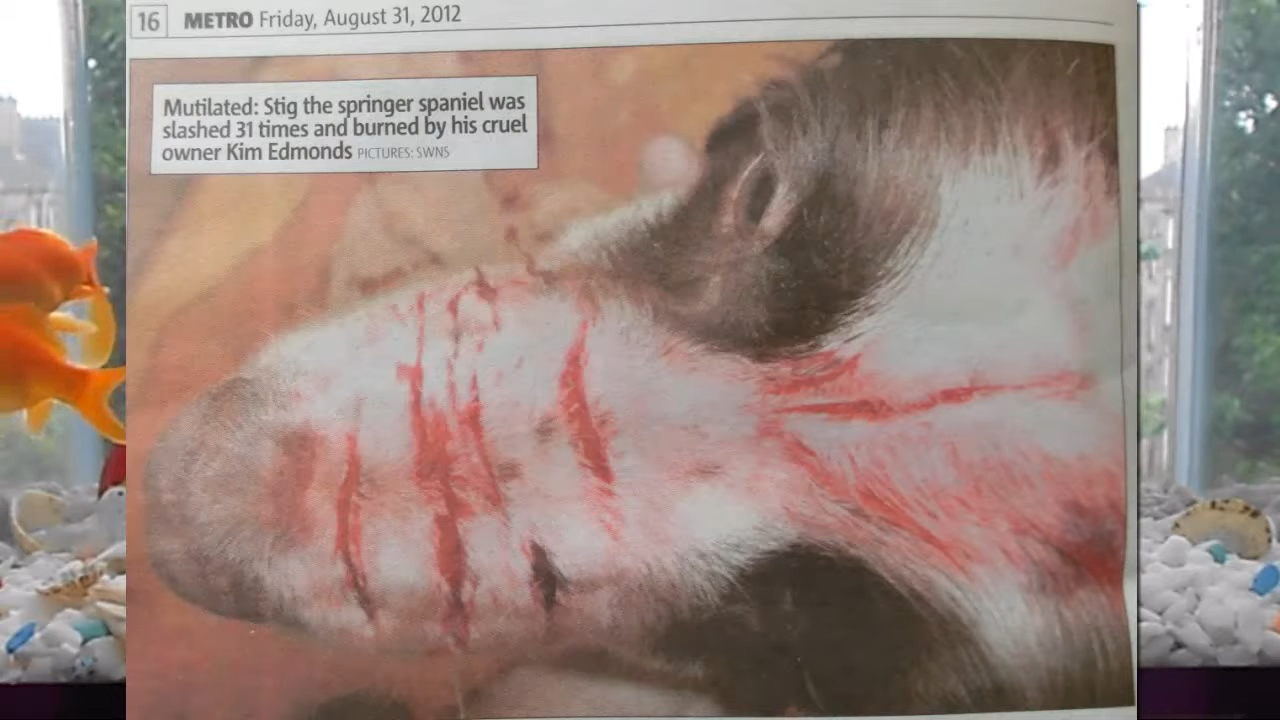 16 METRO Friday, August 31, 2012
Mutilated: Stig the springer spaniel was
slashed 31 times and burned by his cruel
owner Kim Edmonds PICTURES: SWNS